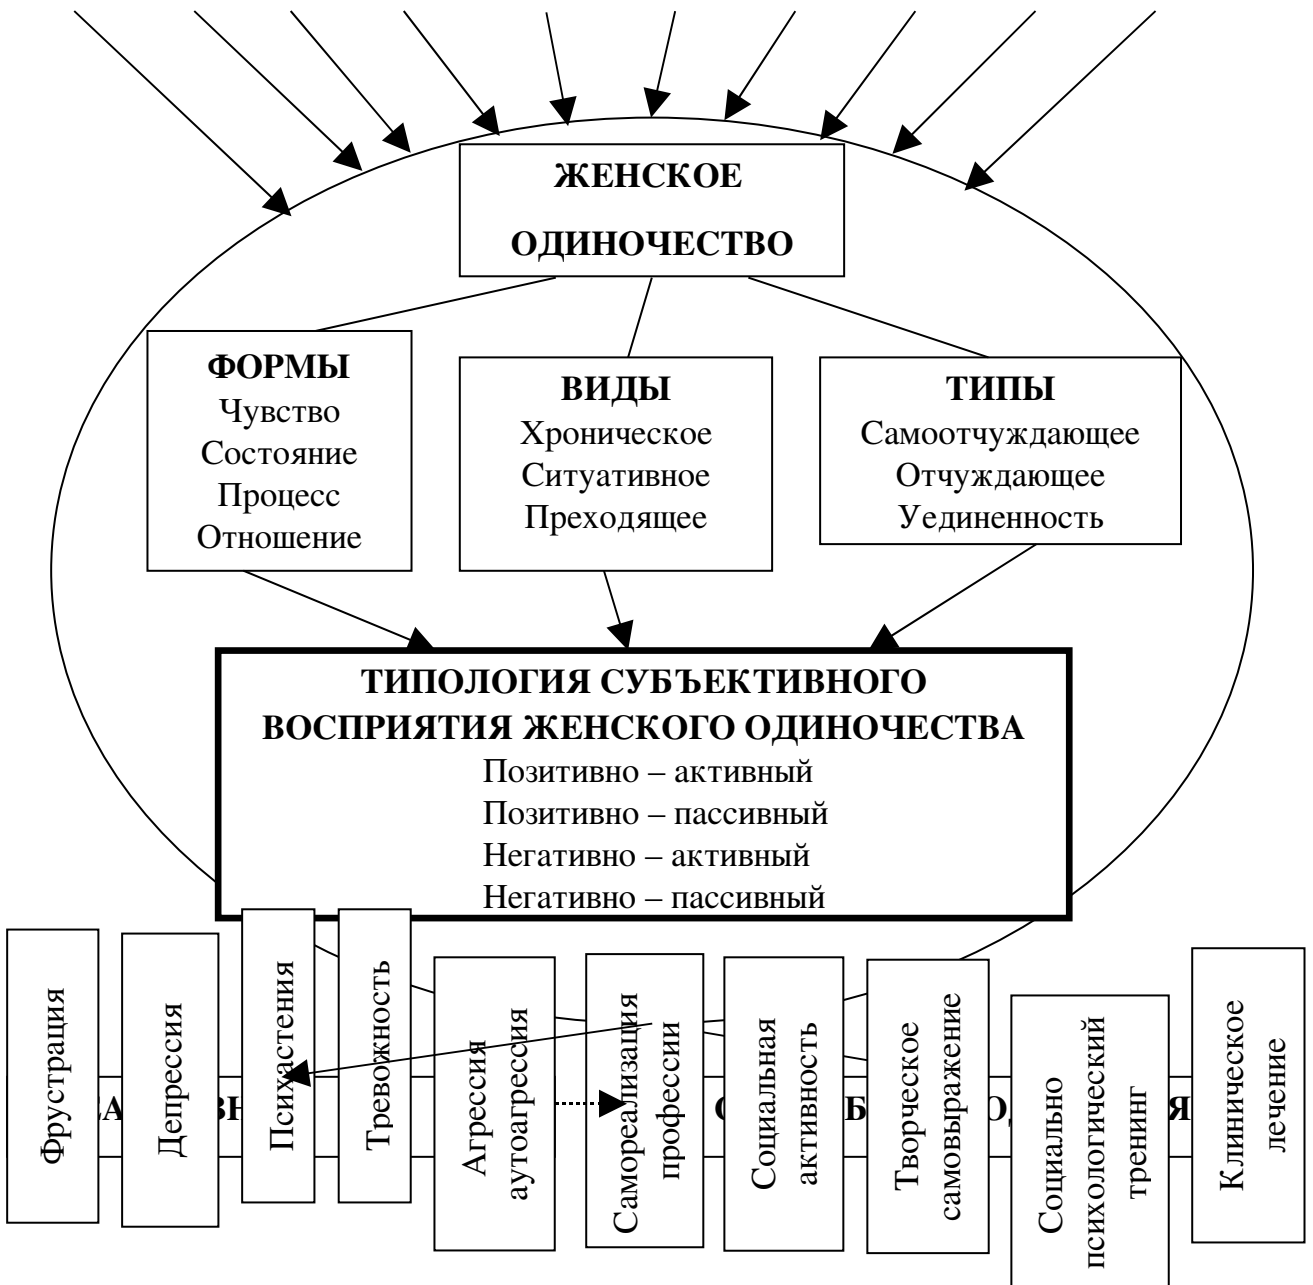 ЖЕНСКОЕ
ОДИНОЧЕСТВО
ФОРМЫ
Чувство
Состояние
Процесс
Отношение
ВИДЫ
Хроническое
Ситуативное
Преходящее
ТИПЫ
Самоотчуждающее
Отчуждающее
Уединенность
ТИПОЛОГИЯ СУБЪЕКТИВНОГО
ВОСПРИЯТИЯ ЖЕНСКОГО ОДИНОЧЕСТВА
Позитивно – активный
Позитивно – пассивный
Негативно – активный
Негативно – пассивный
Фрустрация
Депрессия
Психастения
Тревожность
Агрессия
аутоагрессия
Самореализация
профессии
Социальная
активность
Творческое
самовыражение
Социально
психологический
тренинг
Клиническое
лечение